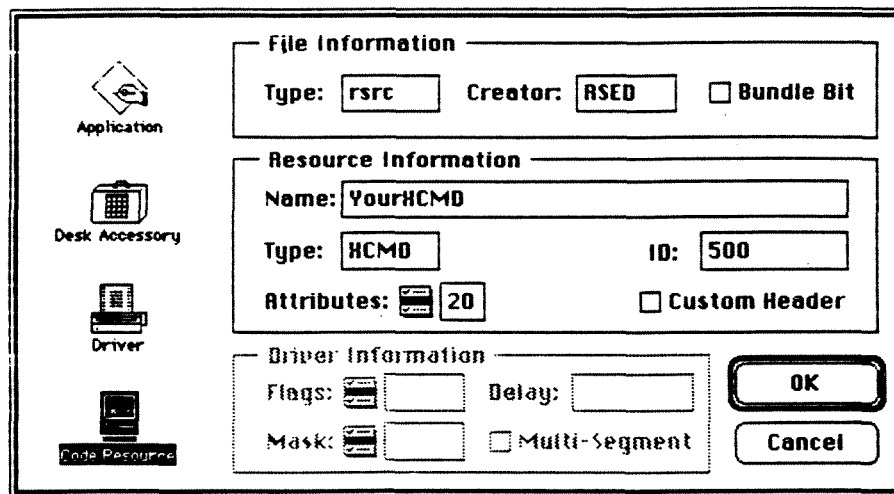 File Information
Type: rsrc Creator: RSED Bundle Bit
Application
Resource Information
Name: YourXCMD
Desk Accessory
Type: XCMD ID: 500
Attributes: 20 Custom Header
Driver
Driver Information
Flags: Delay: OK
Mask: Multi-Segment Cancel
Code Resource